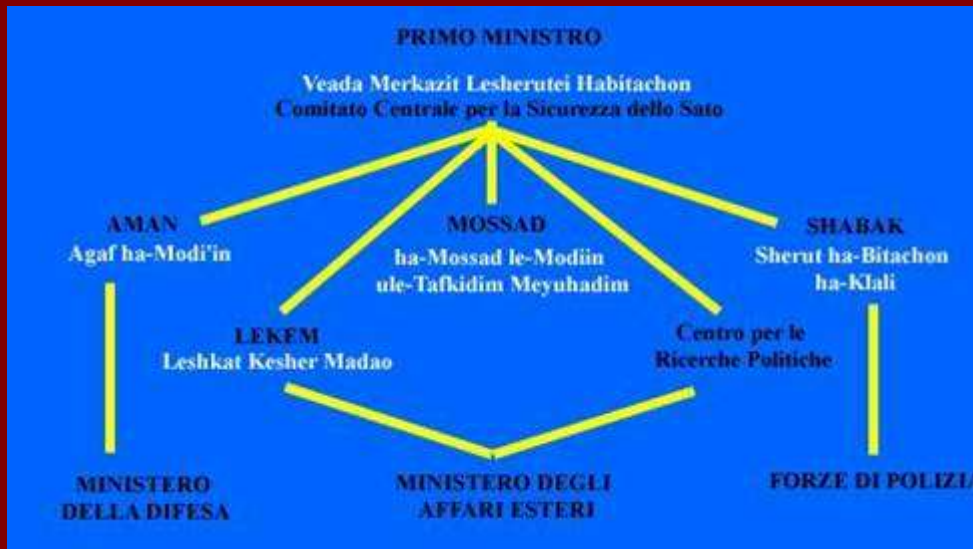 PRIMO MINISTRO
Veada Merkazit Lesherutei Habitachon
Comitato Centrale per la Sicurezza dello Sato
AMAN
Agaf ha-Modi'in
MOSSAD
ha-Mossad le-Modiin
ule-Tafkidim Meyuhadim
SHABAK
Sherut ha-Bitachon
ha-Klali
LEKEM
Leshkat Kesher Madao
Centro per le
Ricerche Politiche
MINISTERO
DELLA DIFESA
MINISTERO DEGLI
AFFARI ESTERI
FORZE DI POLIZIA